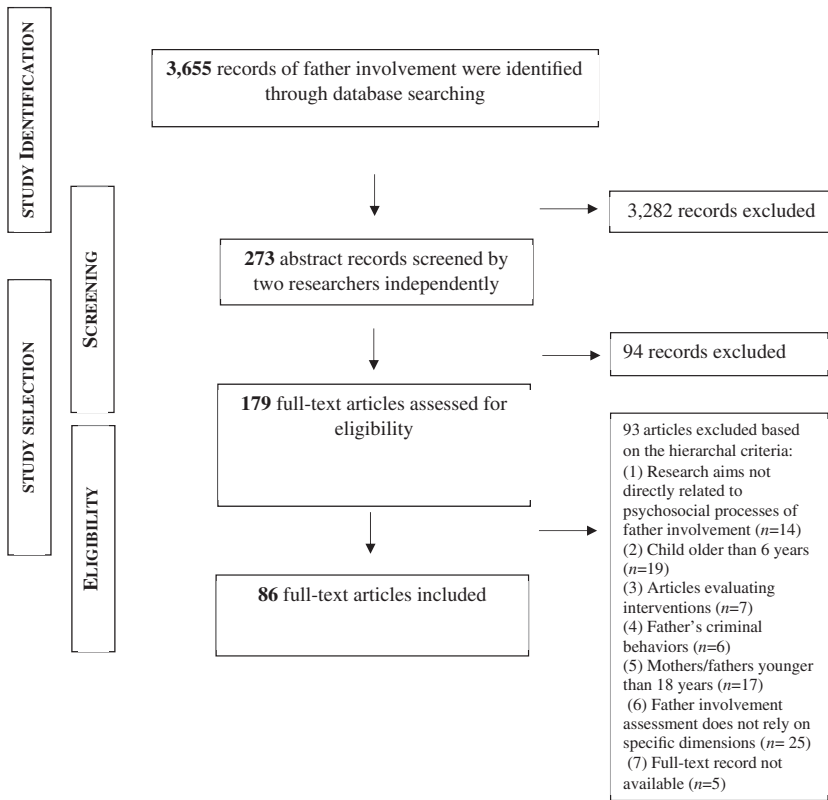 STUDY IDENTIFICATION
3,655 records of father involvement were identified
through database searching
3,282 records excluded
SCREENING
273 abstract records screened by
two researchers independently
94 records excluded
STUDY SELECTION
179 full-text articles assessed for
eligibility
ELIGIBILITY
93 articles excluded based
on the hierarchal criteria:
(1) Research aims not
directly related to
psychosocial processes of
father involvement (n=14)
(2) Child older than 6 years
(n=19)
(3) Articles evaluating
interventions (n=7)
(4) Father's criminal
behaviors (n=6)
(5) Mothers/fathers younger
than 18 years (n=17)
(6) Father involvement
assessment does not rely on
specific dimensions (n= 25)
(7) Full-text record not
available (n=5)
86 full-text articles included